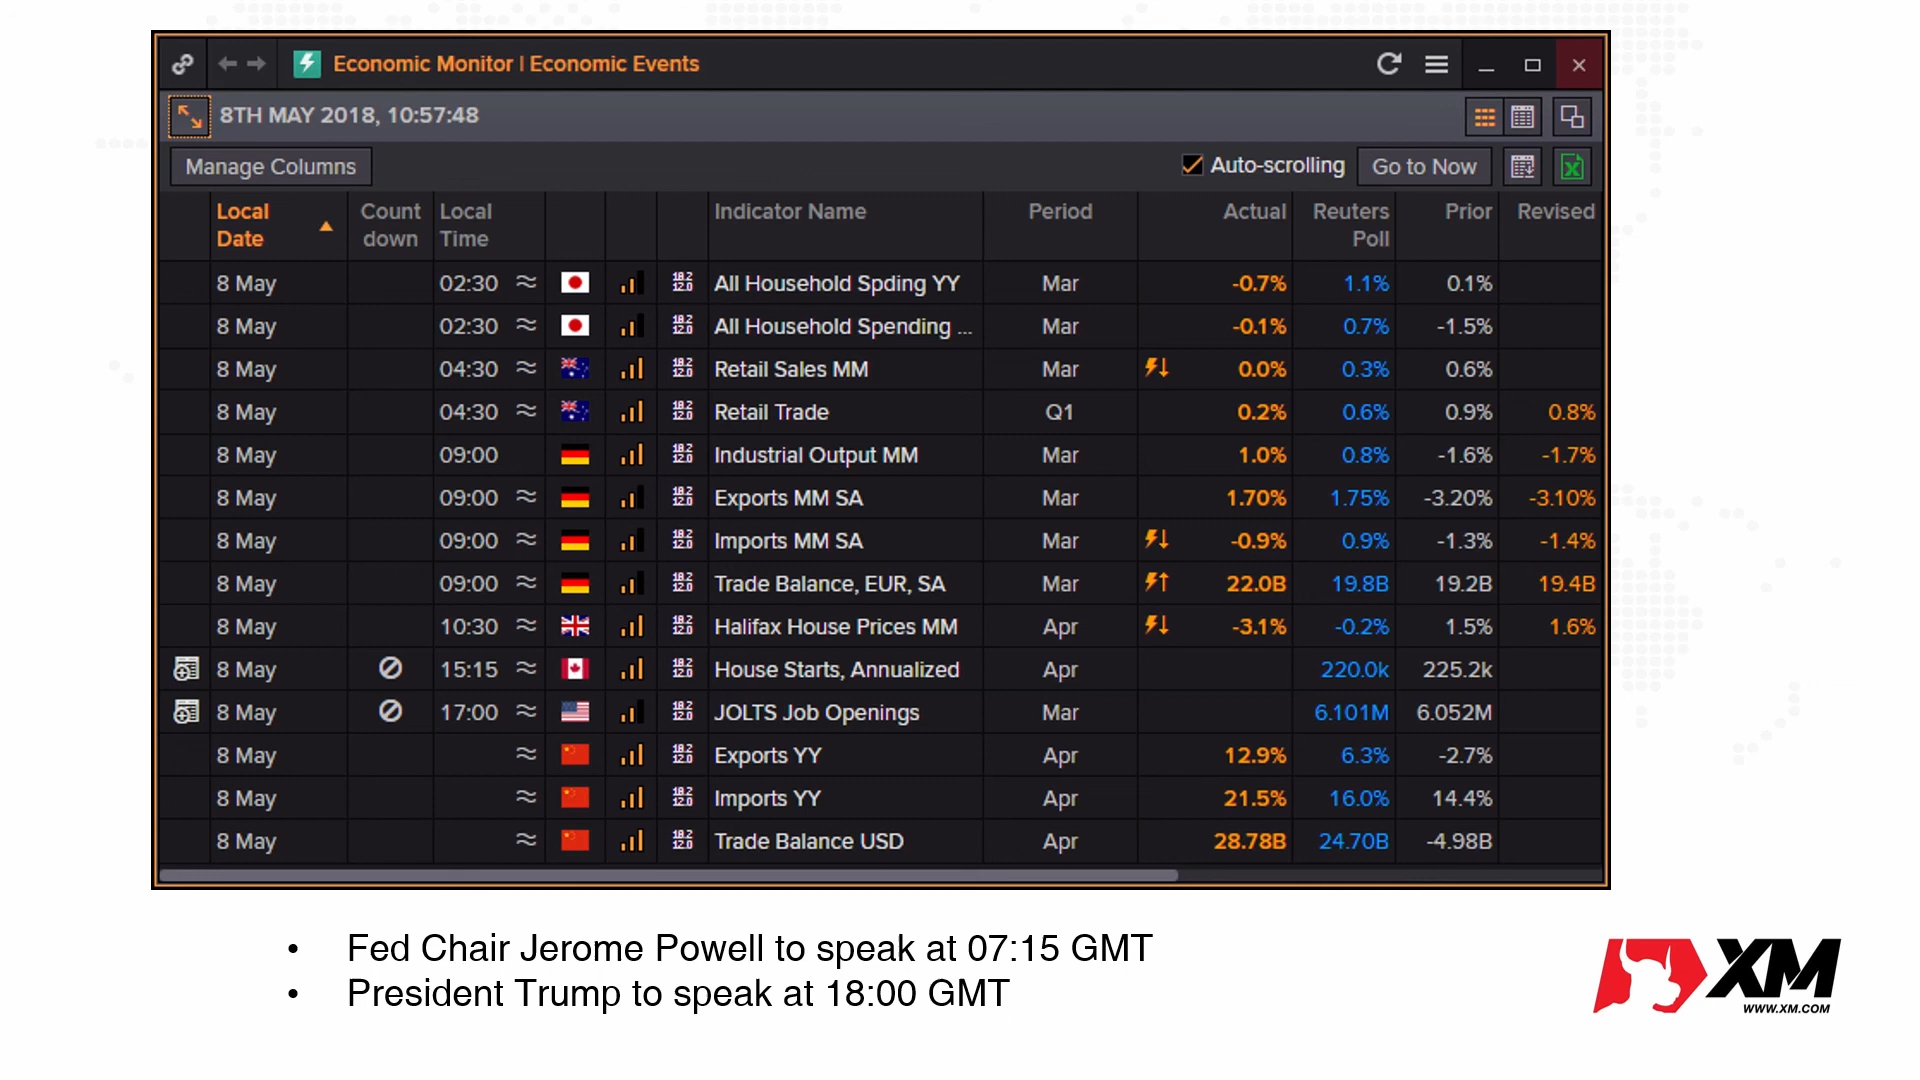 Economic Monitor | Economic Events
8TH MAY 2018, 10:57:48
Manage Columns Auto-scrolling Go to Now
Local Date Count down Local Time Indicator Name Period Actual Reuters Poll Prior Revised
8 May 02:30 All Household Spding YY Mar -0.7% 1.1% 0.1%
8 May 02:30 All Household Spending ... Mar -0.1% 0.7% -1.5%
8 May 04:30 Retail Sales MM Mar 0.0% 0.3% 0.6%
8 May 04:30 Retail Trade Q1 0.2% 0.6% 0.9% 0.8%
8 May 09:00 Industrial Output MM Mar 1.0% 0.8% -1.6% -1.7%
8 May 09:00 Exports MM SA Mar 1.70% 1.75% -3.20% -3.10%
8 May 09:00 Imports MM SA Mar -0.9% 0.9% -1.3% -1.4%
8 May 09:00 Trade Balance, EUR, SA Mar 22.0B 19.8B 19.2B 19.4B
8 May 10:30 Halifax House Prices MM Apr -3.1% -0.2% 1.5% 1.6%
8 May 15:15 House Starts, Annualized Apr 220.0k 225.2k
8 May 17:00 JOLTS Job Openings Mar 6.101M 6.052M
8 May Exports YY Apr 12.9% 6.3% -2.7%
8 May Imports YY Apr 21.5% 16.0% 14.4%
8 May Trade Balance USD Apr 28.78B 24.70B -4.98B
• Fed Chair Jerome Powell to speak at 07:15 GMT
• President Trump to speak at 18:00 GMT
XM
WWW.XM.COM